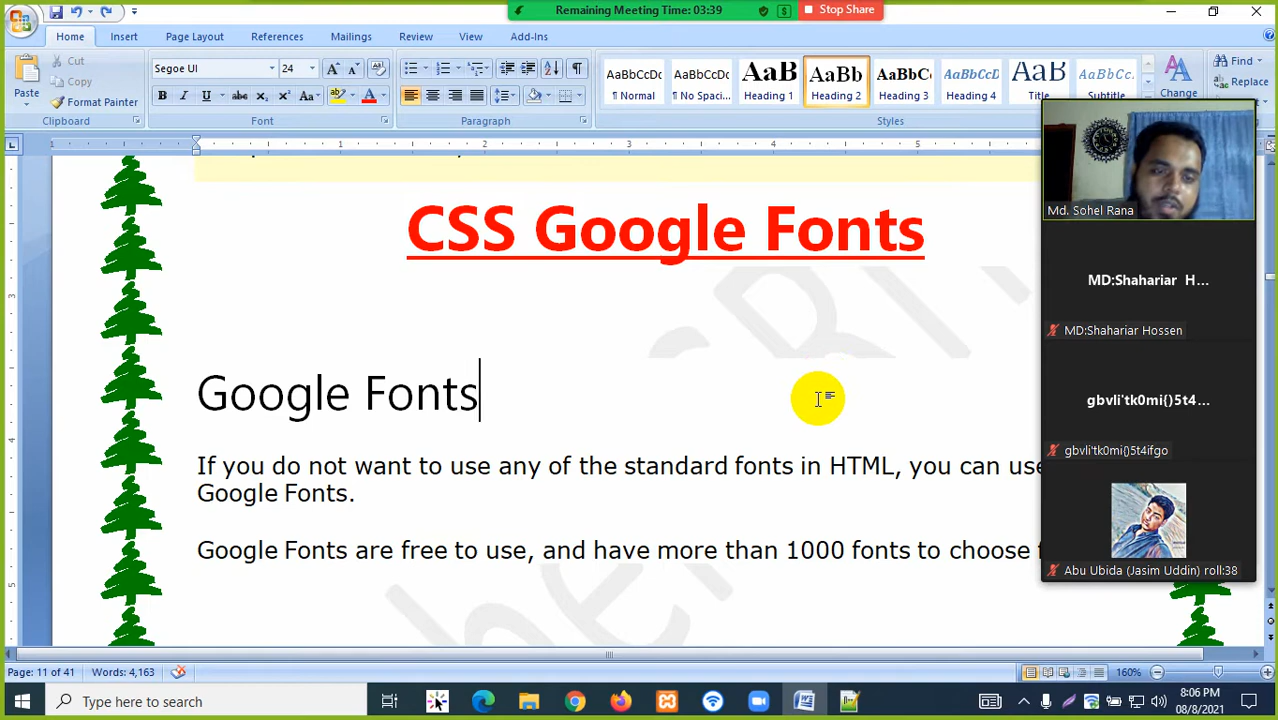 Remaining Meeting Time: 03:39
Stop Share
Home
Insert
Page Layout
References
Mailings
Review
View
Add-Ins
Cut
Copy
Paste
Format Painter
Clipboard
Segoe UI
24
Font
Paragraph
AaBbCcDc
¶ Normal
AaBbCcDc
¶ No Spaci...
AaB
Heading 1
AaBb
Heading 2
AaBbCc
Heading 3
AaBbCcD
Heading 4
AaB
Title
AaBbCcD
Subtitle
Change
Styles
Find
Replace
CSS Google Fonts
Google Fonts
If you do not want to use any of the standard fonts in HTML, you can use
Google Fonts.
Google Fonts are free to use, and have more than 1000 fonts to choose
Md. Sohel Rana
MD:Shahariar H...
MD:Shahariar Hossen
gbvli'tk0mi{)5t4...
gbvli'tk0mi{)5t4ifgo
Abu Ubida (Jasim Uddin) roll:38
Page: 11 of 41
Words: 4,163
160%
Type here to search
8:06 PM
08/8/2021